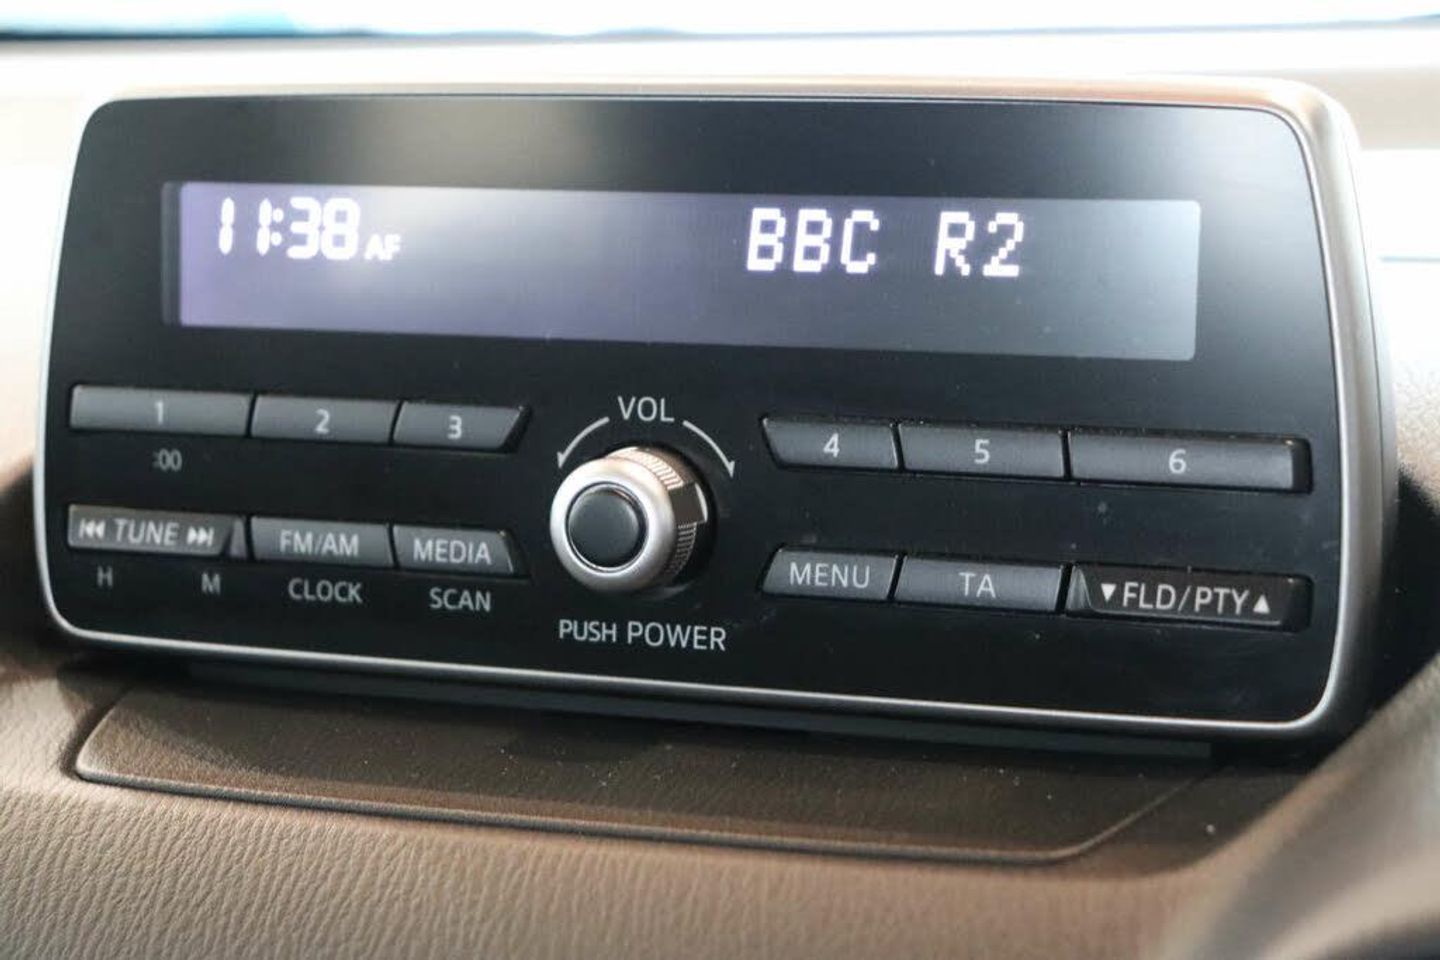 11:38 AF BBC R2
VOL
1 2 3 4 5 6
:00
⏮ TUNE ⏭ FM/AM MEDIA MENU TA ▼FLD/PTY▲
H M CLOCK SCAN
PUSH POWER